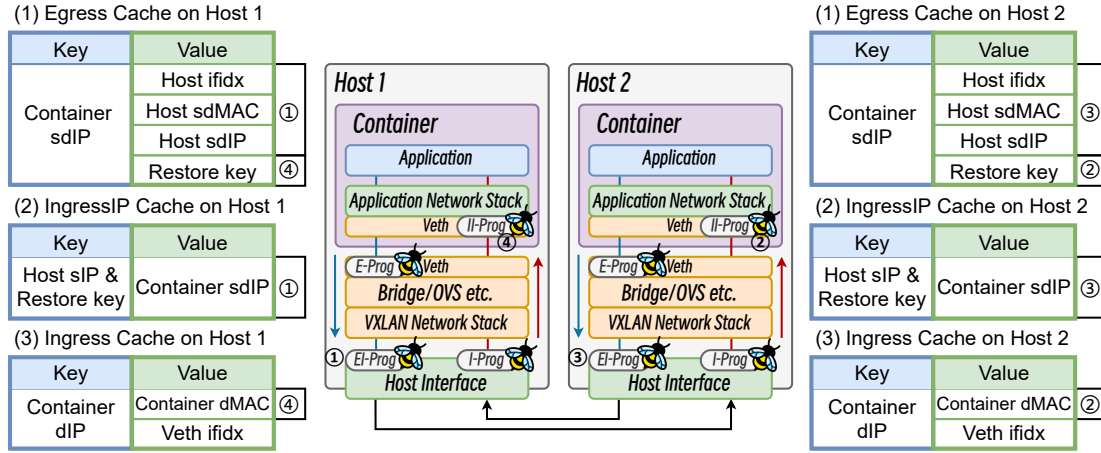 (1) Egress Cache on Host 1
Key
Value
Container
sdIP
Host ifidx
Host sdMAC
Host sdIP
Restore key
①
④
(2) IngressIP Cache on Host 1
Key
Value
Host sIP &
Restore key
Container sdIP
①
(3) Ingress Cache on Host 1
Key
Value
Container
dIP
Container dMAC
Veth ifidx
④
Host 1
Container
Application
Application Network Stack
Veth
II-Prog
④
E-Prog
Veth
Bridge/OVS etc.
VXLAN Network Stack
①
EI-Prog
I-Prog
Host Interface
Host 2
Container
Application
Application Network Stack
Veth
II-Prog
②
E-Prog
Veth
Bridge/OVS etc.
VXLAN Network Stack
③
EI-Prog
I-Prog
Host Interface
(1) Egress Cache on Host 2
Key
Value
Container
sdIP
Host ifidx
Host sdMAC
Host sdIP
Restore key
③
②
(2) IngressIP Cache on Host 2
Key
Value
Host sIP &
Restore key
Container sdIP
③
(3) Ingress Cache on Host 2
Key
Value
Container
dIP
Container dMAC
Veth ifidx
②